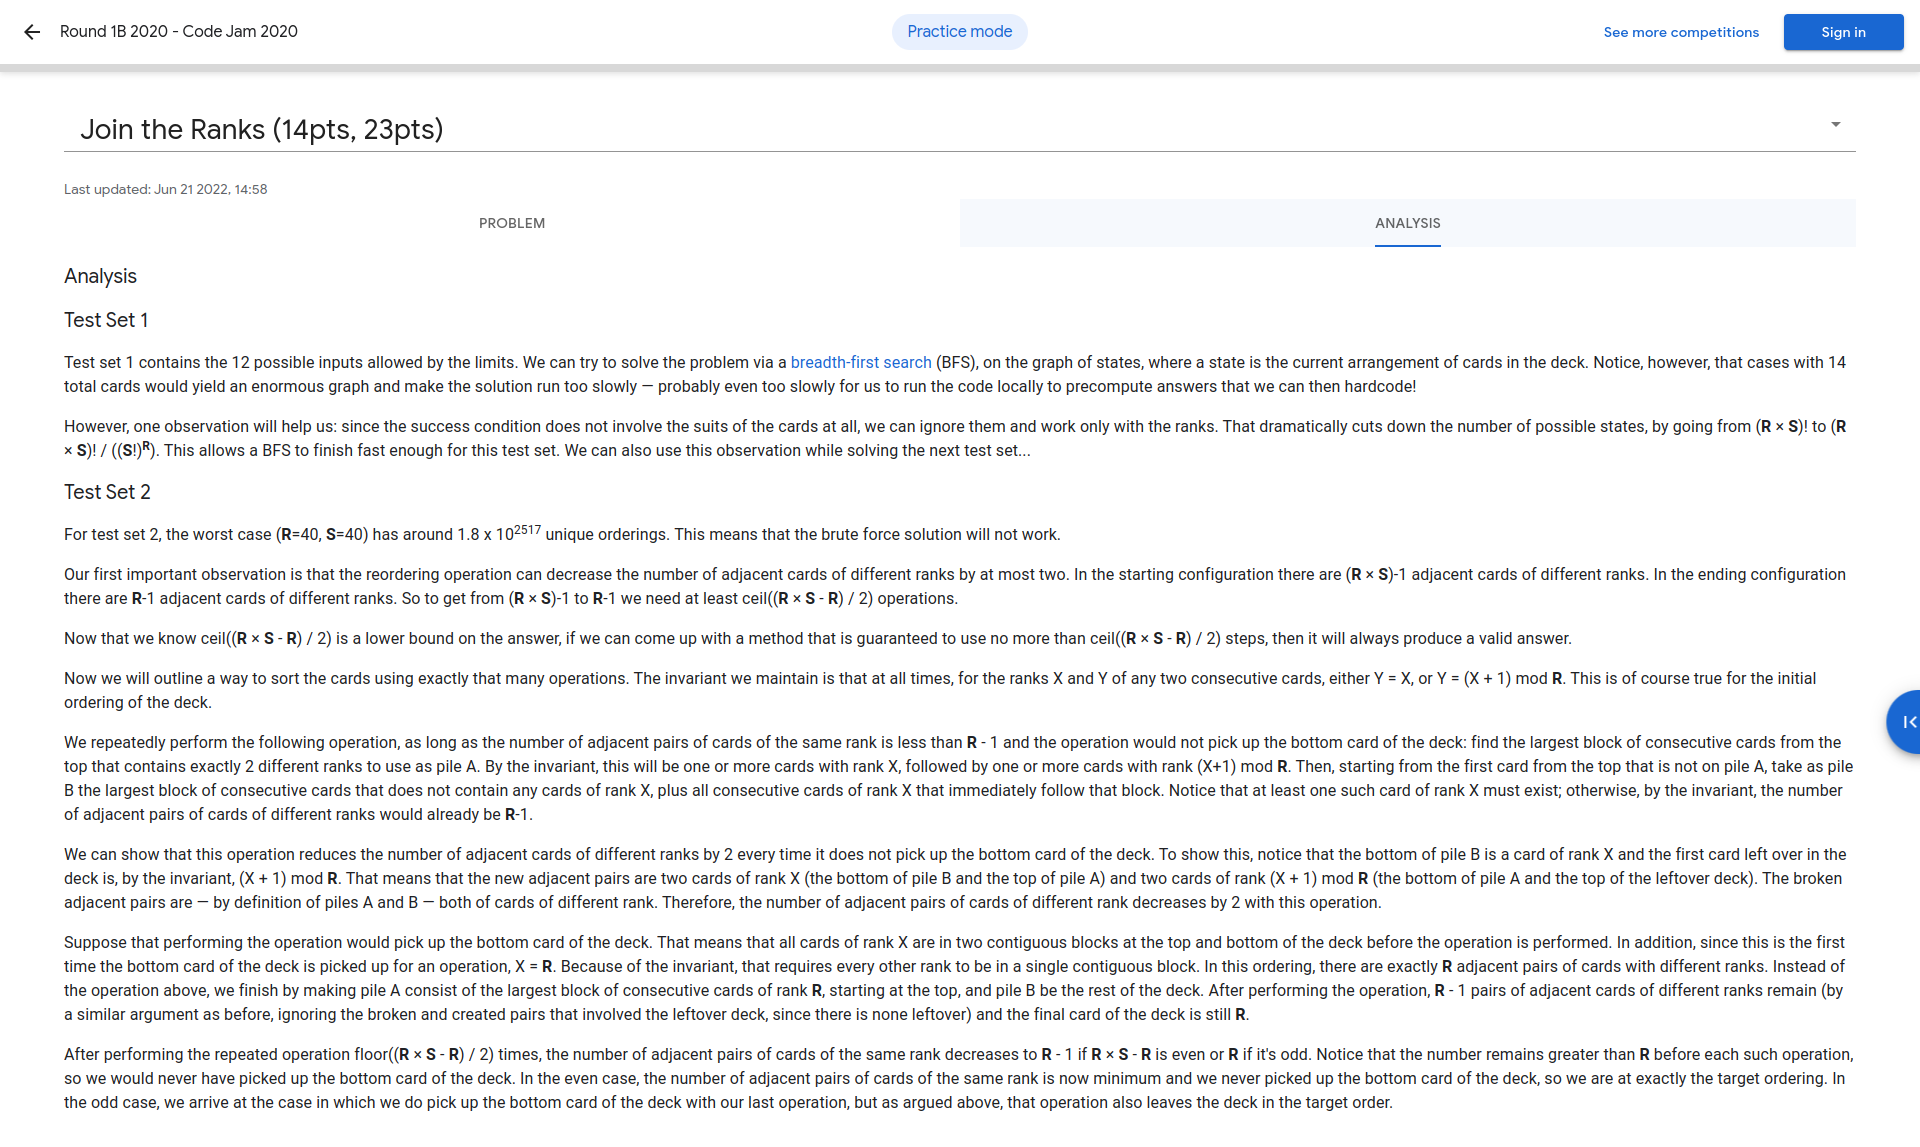 Round 1B 2020 - Code Jam 2020
Practice mode
See more competitions
Sign in
Join the Ranks (14pts, 23pts)
Last updated: Jun 21 2022, 14:58
PROBLEM
ANALYSIS
Analysis
Test Set 1
Test set 1 contains the 12 possible inputs allowed by the limits. We can try to solve the problem via a breadth-first search (BFS), on the graph of states, where a state is the current arrangement of cards in the deck. Notice, however, that cases with 14
total cards would yield an enormous graph and make the solution run too slowly — probably even too slowly for us to run the code locally to precompute answers that we can then hardcode!
However, one observation will help us: since the success condition does not involve the suits of the cards at all, we can ignore them and work only with the ranks. That dramatically cuts down the number of possible states, by going from (R × S)! to (R
× S)! / ((S!)^R). This allows a BFS to finish fast enough for this test set. We can also use this observation while solving the next test set...
Test Set 2
For test set 2, the worst case (R=40, S=40) has around 1.8 x 10^2517 unique orderings. This means that the brute force solution will not work.
Our first important observation is that the reordering operation can decrease the number of adjacent cards of different ranks by at most two. In the starting configuration there are (R × S)-1 adjacent cards of different ranks. In the ending configuration
there are R-1 adjacent cards of different ranks. So to get from (R × S)-1 to R-1 we need at least ceil((R × S - R) / 2) operations.
Now that we know ceil((R × S - R) / 2) is a lower bound on the answer, if we can come up with a method that is guaranteed to use no more than ceil((R × S - R) / 2) steps, then it will always produce a valid answer.
Now we will outline a way to sort the cards using exactly that many operations. The invariant we maintain is that at all times, for the ranks X and Y of any two consecutive cards, either Y = X, or Y = (X + 1) mod R. This is of course true for the initial
ordering of the deck.
We repeatedly perform the following operation, as long as the number of adjacent pairs of cards of the same rank is less than R - 1 and the operation would not pick up the bottom card of the deck: find the largest block of consecutive cards from the
top that contains exactly 2 different ranks to use as pile A. By the invariant, this will be one or more cards with rank X, followed by one or more cards with rank (X+1) mod R. Then, starting from the first card from the top that is not on pile A, take as pile
B the largest block of consecutive cards that does not contain any cards of rank X, plus all consecutive cards of rank X that immediately follow that block. Notice that at least one such card of rank X must exist; otherwise, by the invariant, the number
of adjacent pairs of cards of different ranks would already be R-1.
We can show that this operation reduces the number of adjacent cards of different ranks by 2 every time it does not pick up the bottom card of the deck. To show this, notice that the bottom of pile B is a card of rank X and the first card left over in the
deck is, by the invariant, (X + 1) mod R. That means that the new adjacent pairs are two cards of rank X (the bottom of pile B and the top of pile A) and two cards of rank (X + 1) mod R (the bottom of pile A and the top of the leftover deck). The broken
adjacent pairs are — by definition of piles A and B — both of cards of different rank. Therefore, the number of adjacent pairs of cards of different rank decreases by 2 with this operation.
Suppose that performing the operation would pick up the bottom card of the deck. That means that all cards of rank X are in two contiguous blocks at the top and bottom of the deck before the operation is performed. In addition, since this is the first
time the bottom card of the deck is picked up for an operation, X = R. Because of the invariant, that requires every other rank to be in a single contiguous block. In this ordering, there are exactly R adjacent pairs of cards with different ranks. Instead of
the operation above, we finish by making pile A consist of the largest block of consecutive cards of rank R, starting at the top, and pile B be the rest of the deck. After performing the operation, R - 1 pairs of adjacent cards of different ranks remain (by
a similar argument as before, ignoring the broken and created pairs that involved the leftover deck, since there is none leftover) and the final card of the deck is still R.
After performing the repeated operation floor((R × S - R) / 2) times, the number of adjacent pairs of cards of the same rank decreases to R - 1 if R × S - R is even or R if it's odd. Notice that the number remains greater than R before each such operation,
so we would never have picked up the bottom card of the deck. In the even case, the number of adjacent pairs of cards of the same rank is now minimum and we never picked up the bottom card of the deck, so we are at exactly the target ordering. In
the odd case, we arrive at the case in which we do pick up the bottom card of the deck with our last operation, but as argued above, that operation also leaves the deck in the target order.